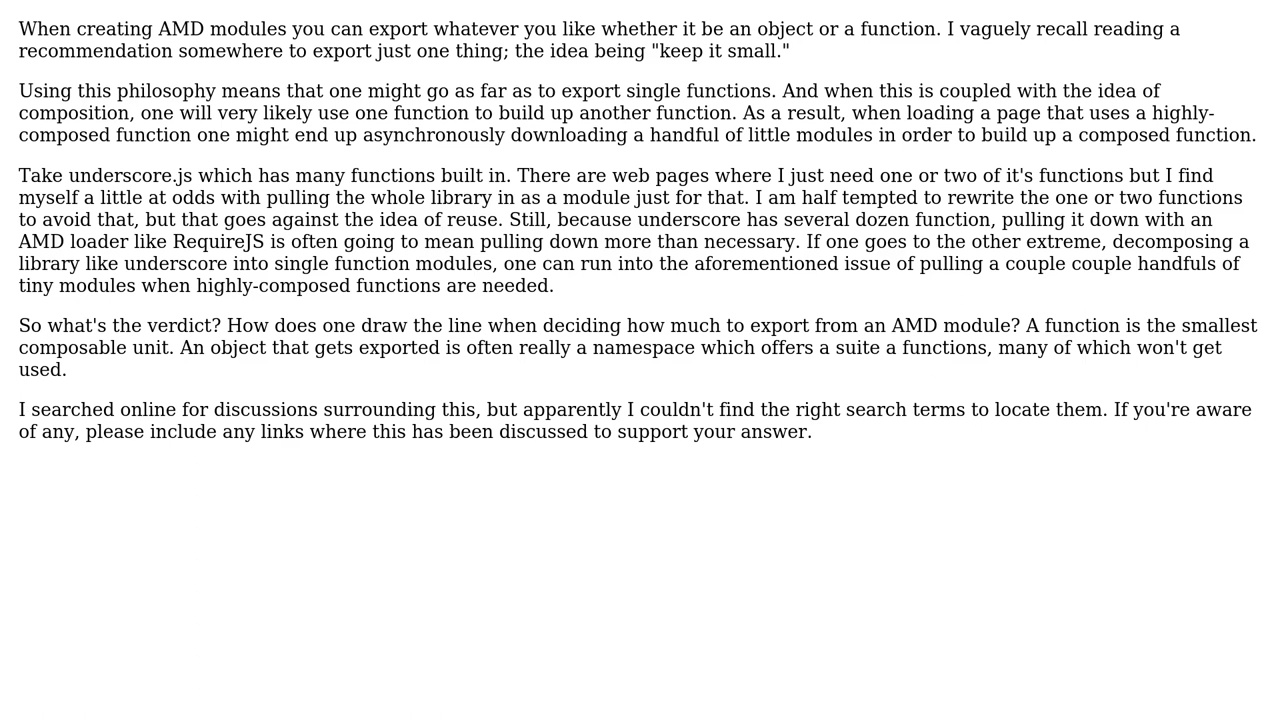 When creating AMD modules you can export whatever you like whether it be an object or a function. I vaguely recall reading a
recommendation somewhere to export just one thing; the idea being "keep it small."
Using this philosophy means that one might go as far as to export single functions. And when this is coupled with the idea of
composition, one will very likely use one function to build up another function. As a result, when loading a page that uses a highly-
composed function one might end up asynchronously downloading a handful of little modules in order to build up a composed function.
Take underscore.js which has many functions built in. There are web pages where I just need one or two of it's functions but I find
myself a little at odds with pulling the whole library in as a module just for that. I am half tempted to rewrite the one or two functions
to avoid that, but that goes against the idea of reuse. Still, because underscore has several dozen function, pulling it down with an
AMD loader like RequireJS is often going to mean pulling down more than necessary. If one goes to the other extreme, decomposing a
library like underscore into single function modules, one can run into the aforementioned issue of pulling a couple couple handfuls of
tiny modules when highly-composed functions are needed.
So what's the verdict? How does one draw the line when deciding how much to export from an AMD module? A function is the smallest
composable unit. An object that gets exported is often really a namespace which offers a suite a functions, many of which won't get
used.
I searched online for discussions surrounding this, but apparently I couldn't find the right search terms to locate them. If you're aware
of any, please include any links where this has been discussed to support your answer.